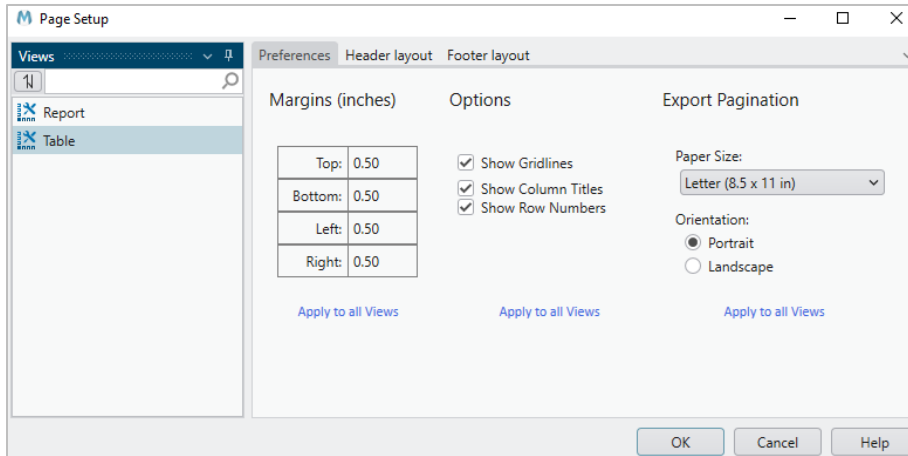 Page Setup
Views
Report
Table
Preferences Header layout Footer layout
Margins (inches)
Top: 0.50
Bottom: 0.50
Left: 0.50
Right: 0.50
Apply to all Views
Options
Show Gridlines
Show Column Titles
Show Row Numbers
Apply to all Views
Export Pagination
Paper Size:
Letter (8.5 x 11 in)
Orientation:
Portrait
Landscape
Apply to all Views
OK Cancel Help